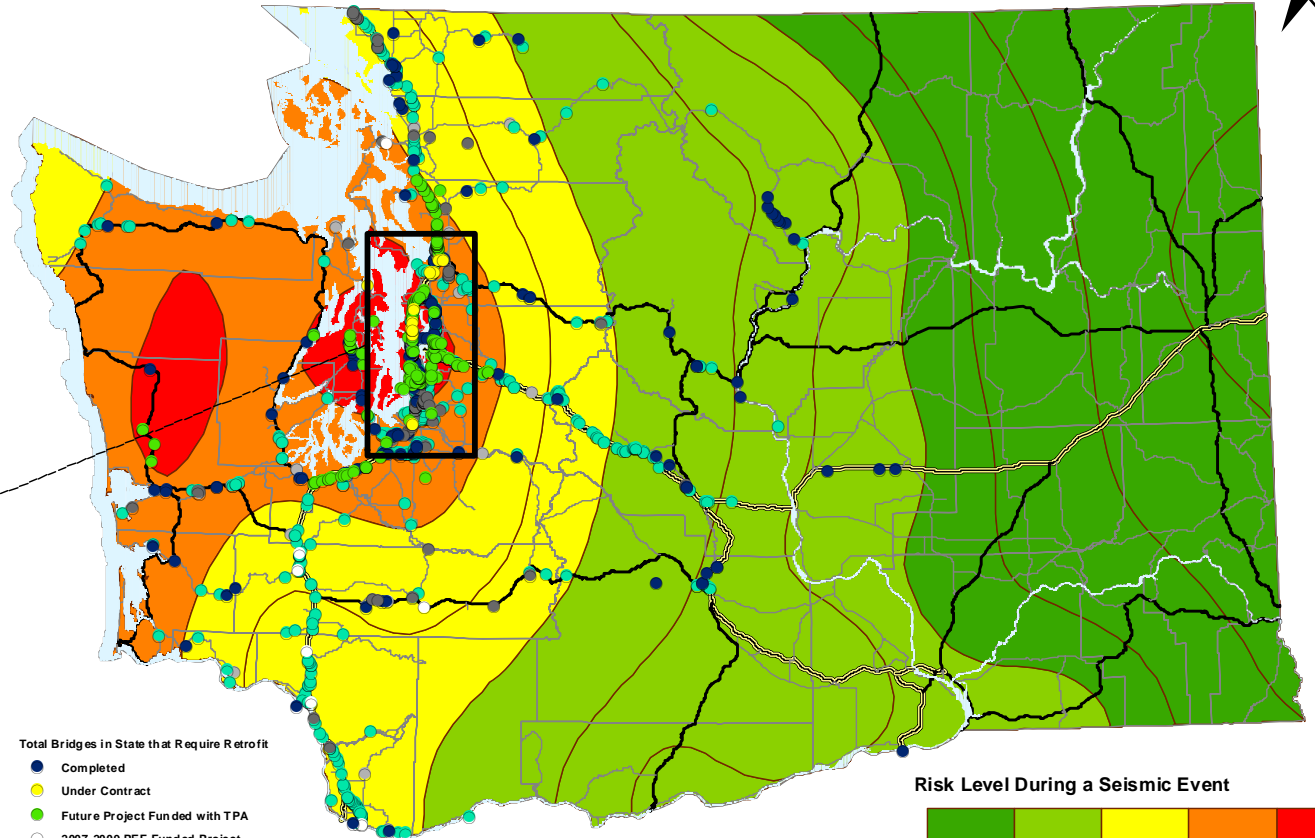 Total Bridges in State that Require Retrofit
Completed
Under Contract
Future Project Funded with TPA
Risk Level During a Seismic Event